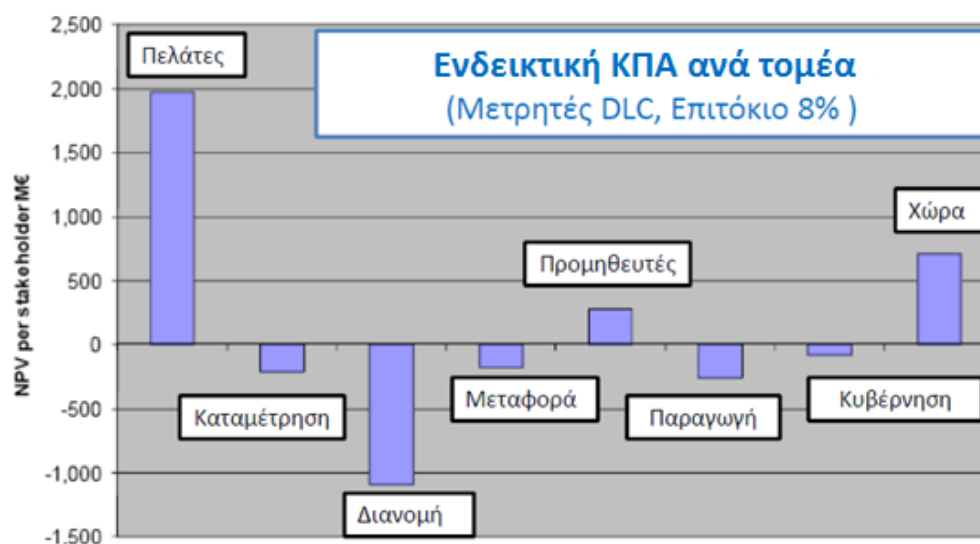 2,500
Πελάτες
Ενδεικτική ΚΠΑ ανά τομέα
(Μετρητές DLC, Επιτόκιο 8% )
2,000
1,500
1,000
Χώρα
Προμηθευτές
500
0
NPV per stakeholder M€
Μεταφορά
Κυβέρνηση
-500
Καταμέτρηση
Παραγωγή
-1,000
Διανομή
-1,500